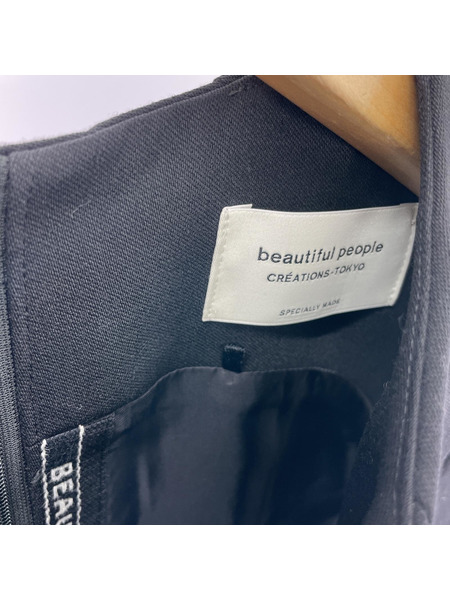 beautiful people
CRÉATIONS-TOKYO
SPECIALLY MADE
BEAU